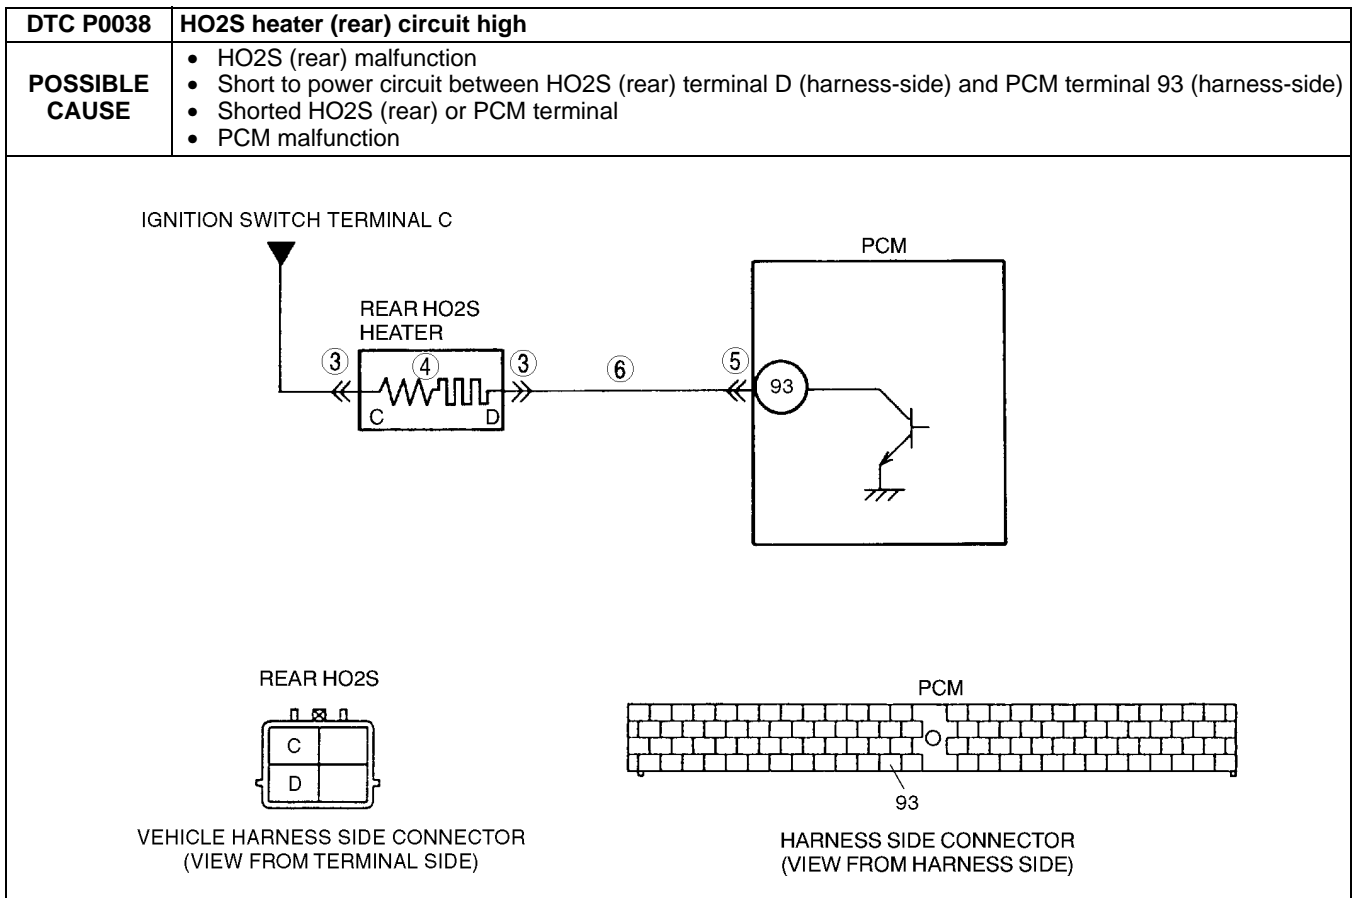 DTC P0038 HO2S heater (rear) circuit high
POSSIBLE CAUSE
• HO2S (rear) malfunction
• Short to power circuit between HO2S (rear) terminal D (harness-side) and PCM terminal 93 (harness-side)
• Shorted HO2S (rear) or PCM terminal
• PCM malfunction
IGNITION SWITCH TERMINAL C
PCM
REAR HO2S
HEATER
3 4 3 6 5
93
C D
REAR HO2S
C
D
VEHICLE HARNESS SIDE CONNECTOR
(VIEW FROM TERMINAL SIDE)
PCM
93
HARNESS SIDE CONNECTOR
(VIEW FROM HARNESS SIDE)